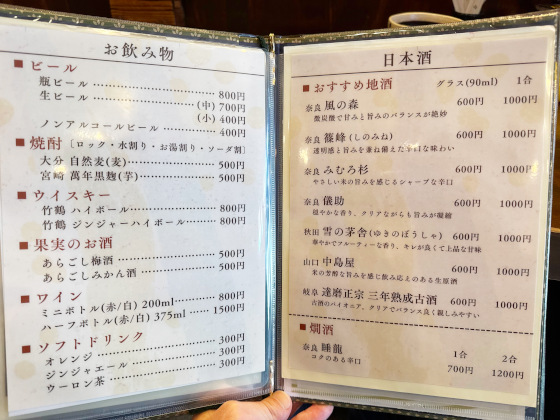 お飲み物
■ビール
瓶ビール 800円
生ビール (中) 700円
(小) 400円
ノンアルコールビール 400円
■焼酎［ロック・水割り・お湯割り・ソーダ割］
大分 自然麦(麦) 500円
宮崎 萬年黒麹(芋) 500円
■ウイスキー
竹鶴 ハイボール 800円
竹鶴 ジンジャーハイボール 800円
■果実のお酒
あらごし梅酒 500円
あらごしみかん酒 500円
■ワイン
ミニボトル(赤/白) 200ml 800円
ハーフボトル(赤/白) 375ml 1500円
■ソフトドリンク
オレンジ 300円
ジンジャエール 300円
ウーロン茶 300円
日本酒
■おすすめ地酒 グラス(90ml) 1合
奈良 風の森 600円 1000円
微炭酸で甘みと旨みのバランスが絶妙
奈良 篠峰 (しのみね) 600円 1000円
透明感と旨みを兼ね備えた辛口な味わい
奈良 みむろ杉 600円 1000円
やさしい米の旨みを感じるシャープな辛口
奈良 儀助 600円 1000円
穏やかな香り、クリアながらも旨みが凝縮
秋田 雪の茅舎 (ゆきのぼうしゃ) 600円 1000円
華やかでフルーティーな香り、キレが良くて上品な甘味
山口 中島屋 600円 1000円
米の芳醇な旨みを感じ飲み応えのある生原酒
岐阜 達磨正宗 三年熟成古酒 600円 1000円
古酒のパイオニア、クリアでバランス良く親しみやすい
■燗酒
奈良 睡龍 1合 2合
コクのある辛口 700円 1200円